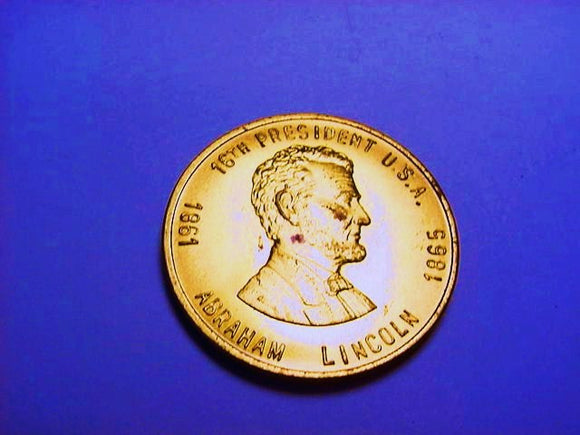 16TH PRESIDENT U.S.A.
1861
1865
ABRAHAM LINCOLN